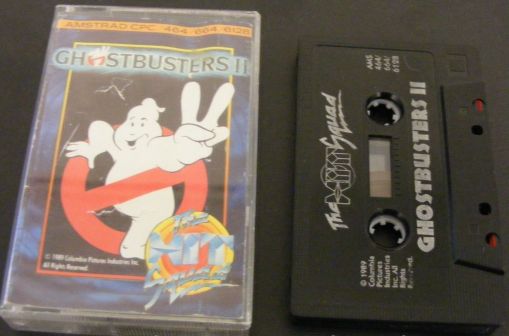 AMSTRAD CPC 464 664 6128
GHOSTBUSTERS II
The
HIT
Squad
© 1989 Columbia Pictures Industries Inc.
All Rights Reserved.
AMS
464/
664/
6128
The HIT Squad
GHOSTBUSTERS II
© 1989
Columbia
Pictures
Industries
Inc. All
Rights
Reserved.